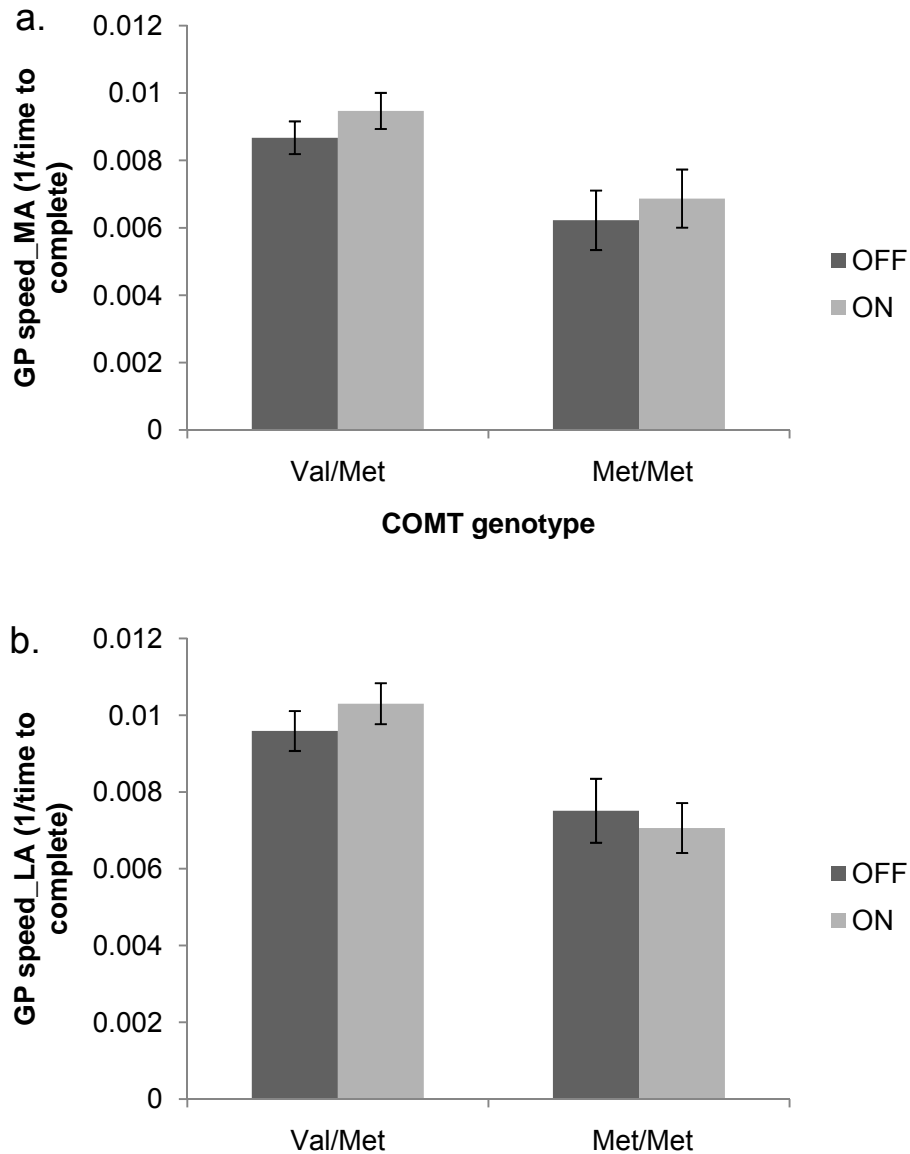 a.
0.012
0.01
0.008
0.006
0.004
0.002
0
GP speed_MA (1/time to
complete)
Val/Met
Met/Met
COMT genotype
OFF
ON
b.
0.012
0.01
0.008
0.006
0.004
0.002
0
GP speed_LA (1/time to
complete)
Val/Met
Met/Met
OFF
ON